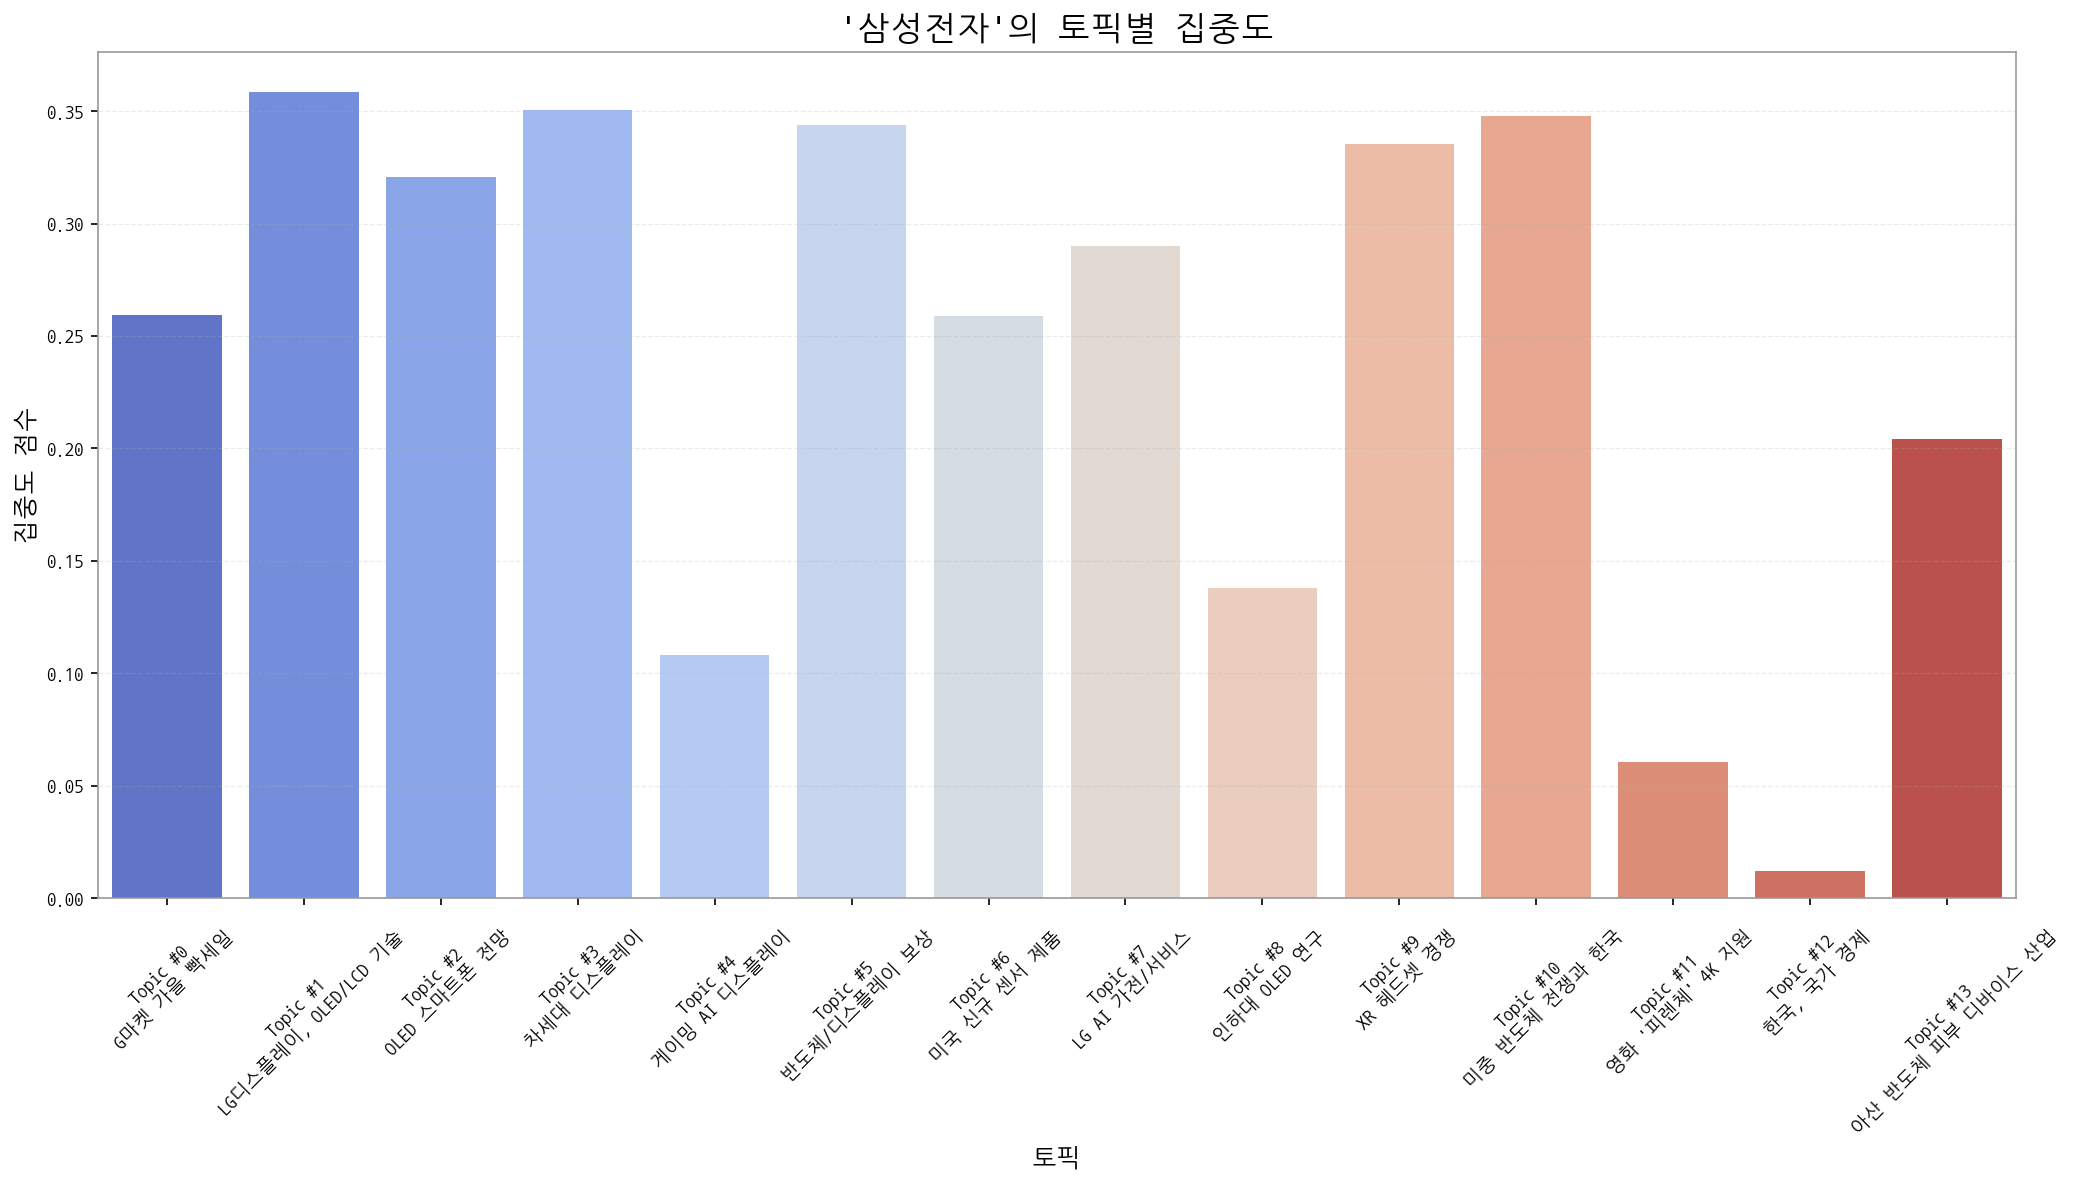 '삼성전자'의 토픽별 집중도
집중도 점수
0.35
0.30
0.25
0.20
0.15
0.10
0.05
0.00
Topic #0
G마켓 가을 빡세일
Topic #1
LG디스플레이, OLED/LCD 기술
Topic #2
OLED 스마트폰 전망
Topic #3
차세대 디스플레이
Topic #4
게이밍 AI 디스플레이
Topic #5
반도체/디스플레이 보상
Topic #6
미국 신규 센서 제품
Topic #7
LG AI 가전/서비스
Topic #8
인하대 OLED 연구
Topic #9
XR 헤드셋 경쟁
Topic #10
미중 반도체 전쟁과 한국
Topic #11
영화 '피렌체' 4K 지원
Topic #12
한국, 국가 경제
Topic #13
아산 반도체 피부 디바이스 산업
토픽